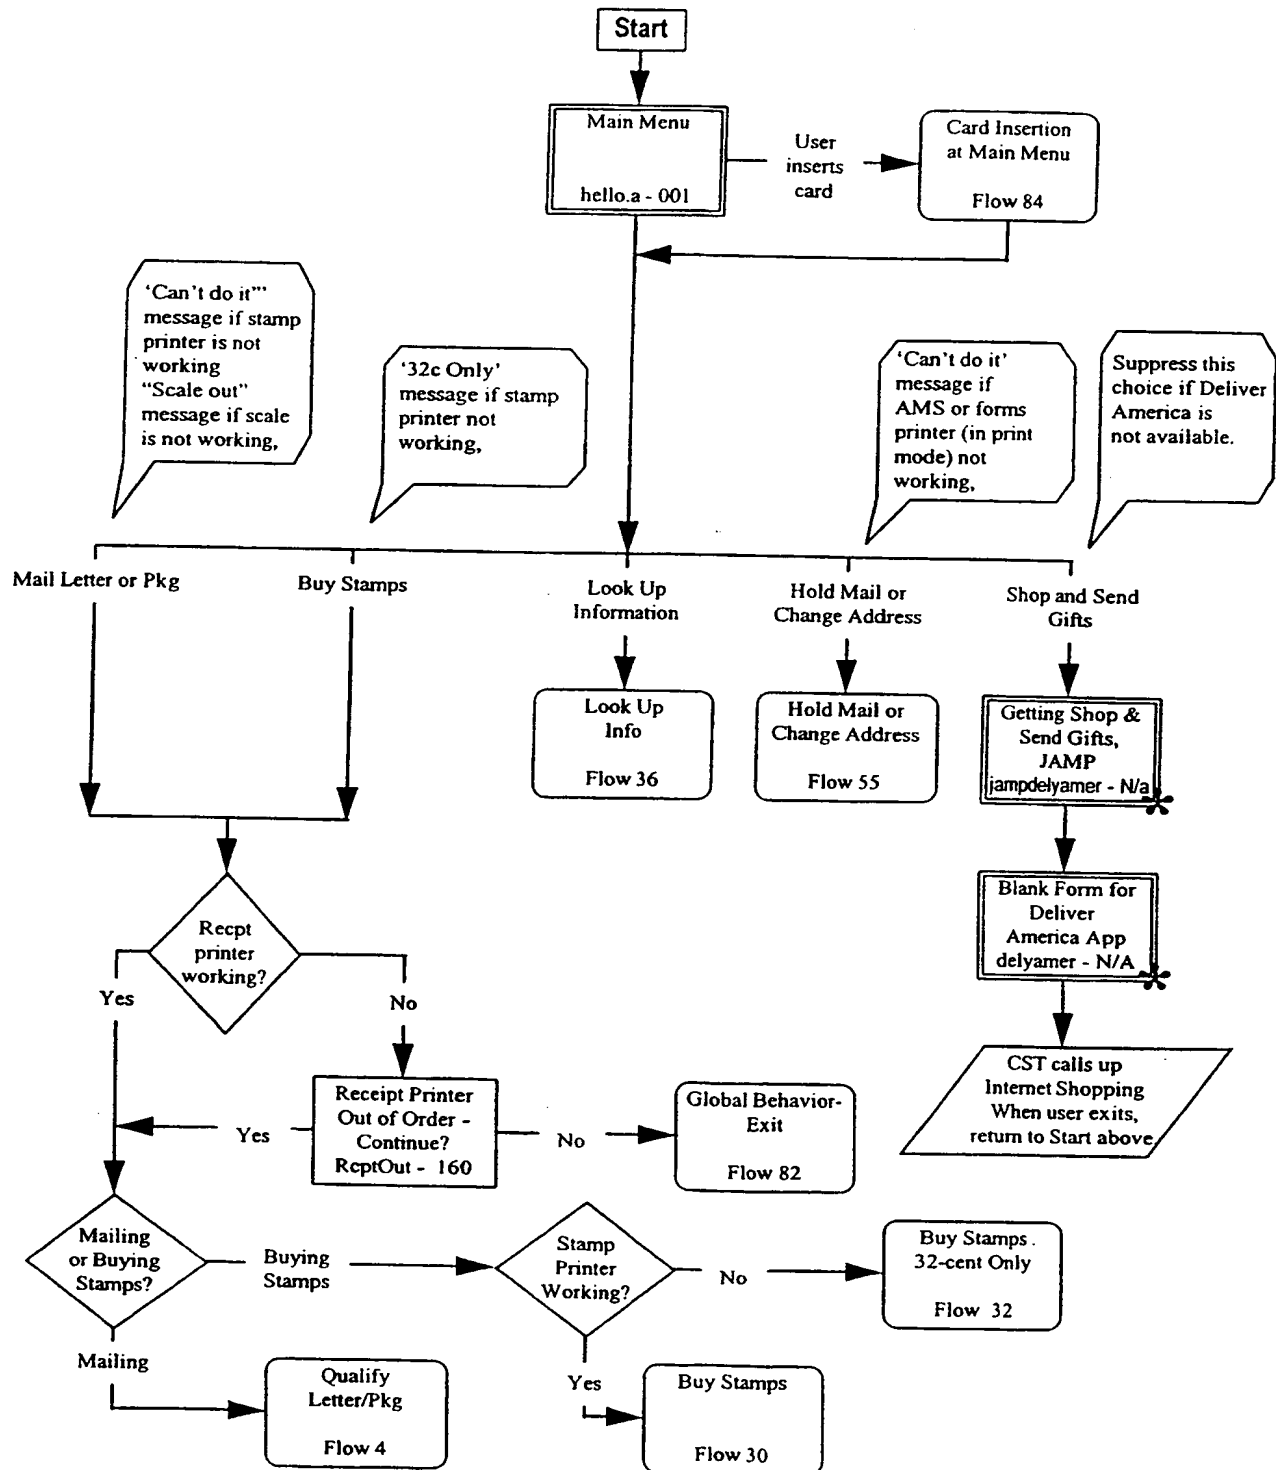 Start
Main Menu
hello.a - 001
User
inserts
card
Card Insertion
at Main Menu
Flow 84
‘Can't do it’”
message if stamp
printer is not
working
“Scale out”
message if scale
is not working,
‘32c Only’
message if stamp
printer not
working,
‘Can't do it’
message if
AMS or forms
printer (in print
mode) not
working,
Suppress this
choice if Deliver
America is
not available.
Mail Letter or Pkg
Buy Stamps
Look Up
Information
Hold Mail or
Change Address
Shop and Send
Gifts
Look Up
Info
Flow 36
Hold Mail or
Change Address
Flow 55
Getting Shop &
Send Gifts,
JAMP
jampdelyamer - N/a
Blank Form for
Deliver
America App
delyamer - N/A
CST calls up
Internet Shopping
When user exits,
return to Start above
Recpt
printer
working?
Yes
No
Receipt Printer
Out of Order -
Continue?
RcptOut - 160
Yes
No
Global Behavior-
Exit
Flow 82
Mailing
or Buying
Stamps?
Buying
Stamps
Stamp
Printer
Working?
No
Buy Stamps .
32-cent Only
Flow 32
Mailing
Qualify
Letter/Pkg
Flow 4
Yes
Buy Stamps
Flow 30